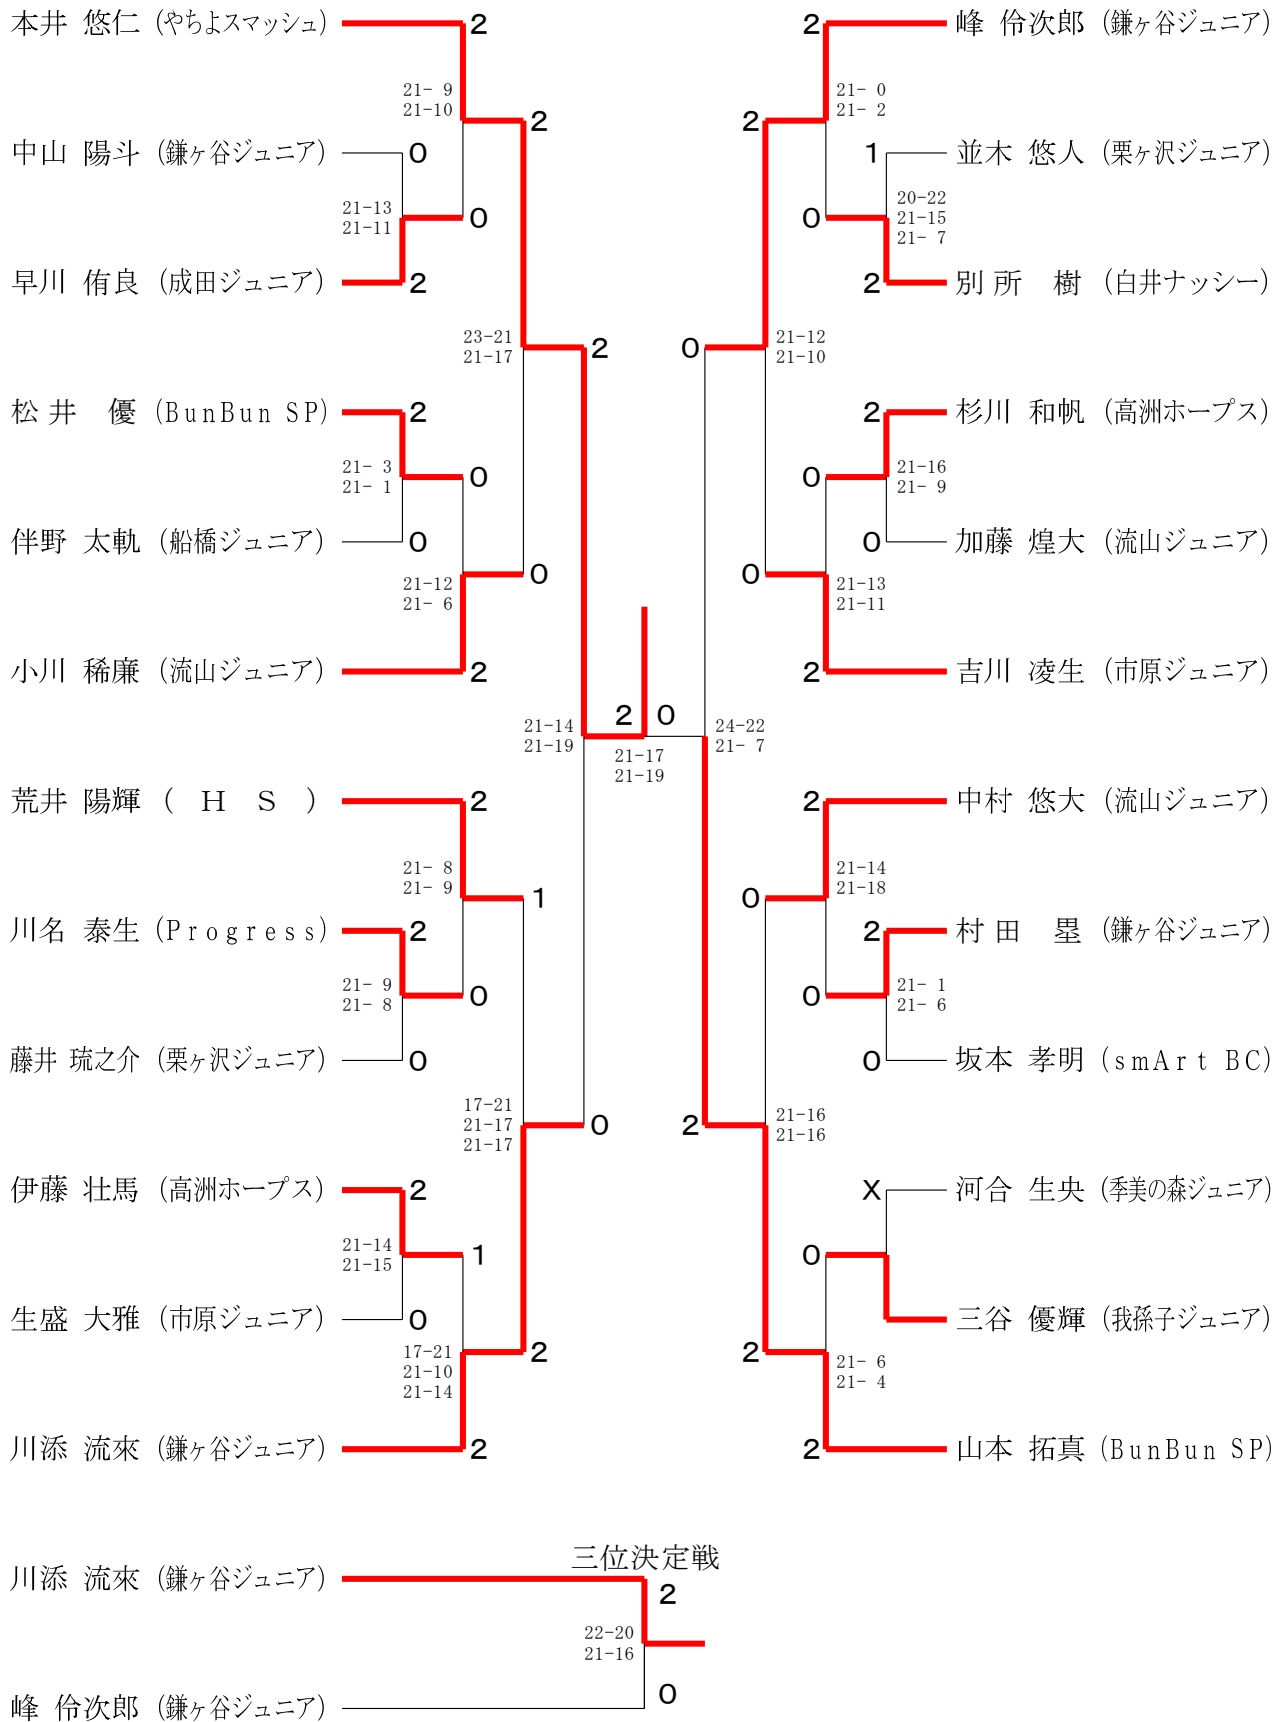 本井 悠仁 (やちよスマッシュ) 2
21- 9
21-10
2
中山 陽斗 (鎌ヶ谷ジュニア) 0
21-13
21-11
0
早川 侑良 (成田ジュニア) 2
23-21
21-17
2
松井 優 (BunBun SP) 2
21- 3
21- 1
0
伴野 太軌 (船橋ジュニア) 0
21-12
21- 6
0
小川 稀廉 (流山ジュニア) 2
21-14
21-19
荒井 陽輝 ( H S ) 2
21- 8
21- 9
1
川名 泰生 (Progress) 2
21- 9
21- 8
0
藤井 琉之介 (栗ヶ沢ジュニア) 0
17-21
21-17
21-17
0
伊藤 壮馬 (高洲ホープス) 2
21-14
21-15
1
生盛 大雅 (市原ジュニア) 0
17-21
21-10
21-14
2
川添 流來 (鎌ヶ谷ジュニア) 2
2 0
21-17
21-19
2 峰 伶次郎 (鎌ヶ谷ジュニア)
21- 0
21- 2
2
1 並木 悠人 (栗ヶ沢ジュニア)
20-22
21-15
21- 7
0
2 別所 樹 (白井ナッシー)
21-12
21-10
0
2 杉川 和帆 (高洲ホープス)
21-16
21- 9
0
0 加藤 煌大 (流山ジュニア)
21-13
21-11
0
2 吉川 凌生 (市原ジュニア)
24-22
21- 7
2 中村 悠大 (流山ジュニア)
21-14
21-18
0
2 村田 塁 (鎌ヶ谷ジュニア)
21- 1
21- 6
0
0 坂本 孝明 (smArt BC)
21-16
21-16
2
X 河合 生央 (季美の森ジュニア)
0
三谷 優輝 (我孫子ジュニア)
21- 6
21- 4
2
2 山本 拓真 (BunBun SP)
三位決定戦
川添 流來 (鎌ヶ谷ジュニア) 2
22-20
21-16
峰 伶次郎 (鎌ヶ谷ジュニア) 0